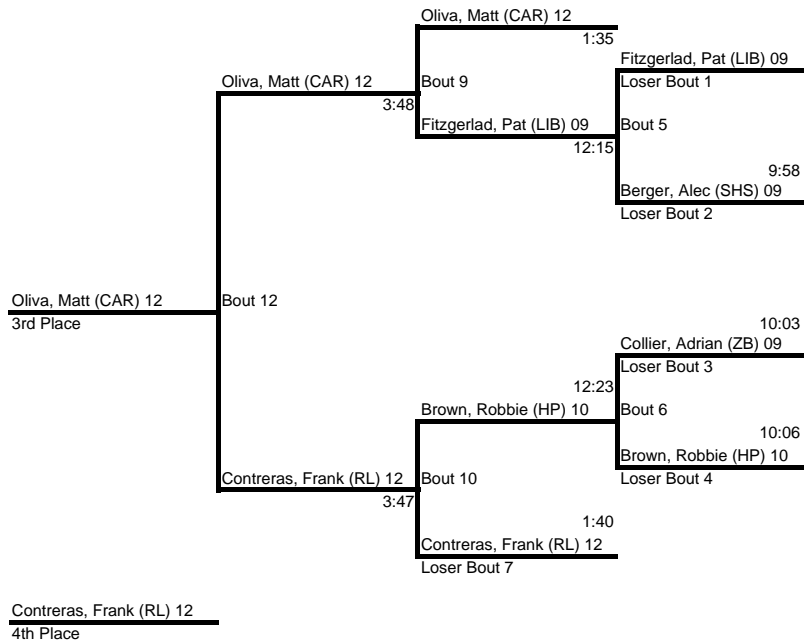 Oliva, Matt (CAR) 12
1:35
Fitzgerlad, Pat (LIB) 09
Oliva, Matt (CAR) 12
Bout 9
Loser Bout 1
3:48
Fitzgerlad, Pat (LIB) 09
Bout 5
12:15
9:58
Berger, Alec (SHS) 09
Loser Bout 2
Oliva, Matt (CAR) 12
Bout 12
3rd Place
10:03
Collier, Adrian (ZB) 09
Loser Bout 3
12:23
Brown, Robbie (HP) 10
Bout 6
10:06
Brown, Robbie (HP) 10
Loser Bout 4
Contreras, Frank (RL) 12
Bout 10
3:47
1:40
Contreras, Frank (RL) 12
Loser Bout 7
Contreras, Frank (RL) 12
4th Place